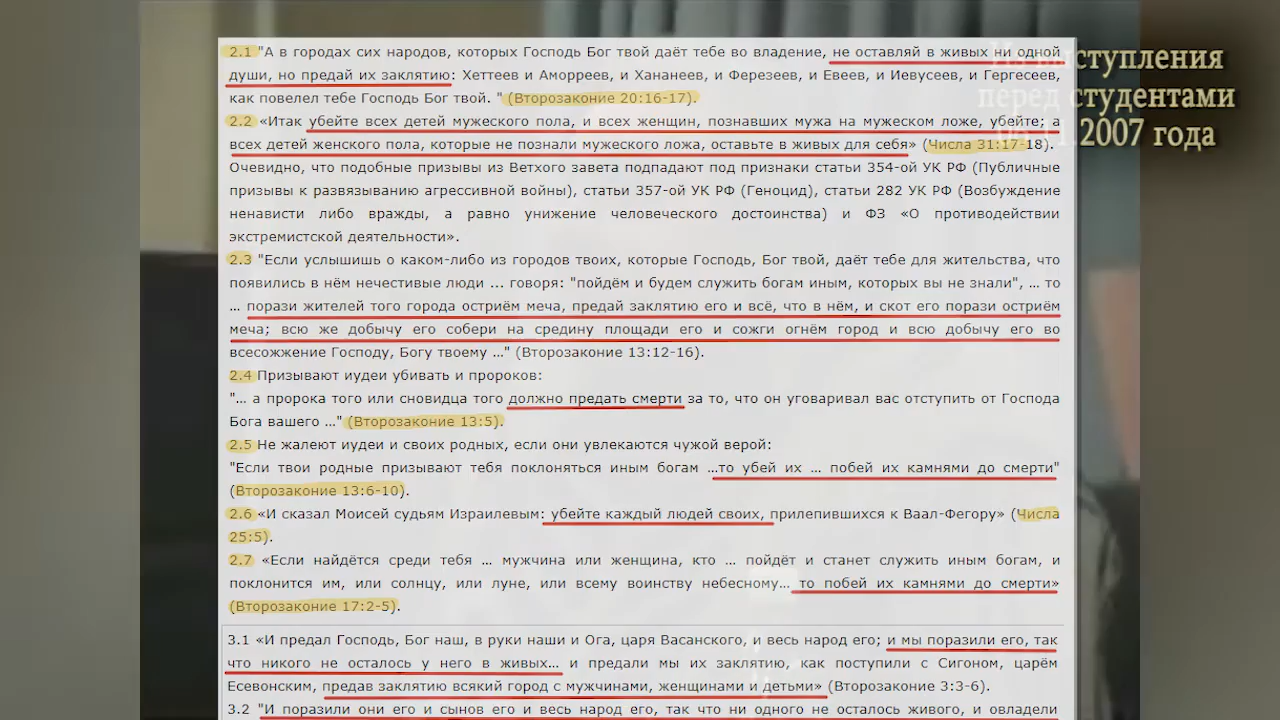 2.1 "А в городах сих народов, которых Господь Бог твой даёт тебе во владение, не оставляй в живых ни одной
души, но предай их заклятию: Хеттеев и Аморреев, и Хананеев, и Ферезеев, и Евеев, и Иевусеев, и Гергесеев,
как повелел тебе Господь Бог твой. " (Второзаконие 20:16-17).
2.2 «Итак убейте всех детей мужеского пола, и всех женщин, познавших мужа на мужеском ложе, убейте; а
всех детей женского пола, которые не познали мужеского ложа, оставьте в живых для себя» (Числа 31:17-18).
Очевидно, что подобные призывы из Ветхого завета подпадают под признаки статьи 354-ой УК РФ (Публичные
призывы к развязыванию агрессивной войны), статьи 357-ой УК РФ (Геноцид), статьи 282 УК РФ (Возбуждение
ненависти либо вражды, а равно унижение человеческого достоинства) и ФЗ «О противодействии
экстремистской деятельности».
2.3 "Если услышишь о каком-либо из городов твоих, которые Господь, Бог твой, даёт тебе для жительства, что
появились в нём нечестивые люди ... говоря: "пойдём и будем служить богам иным, которых вы не знали", ... то
... порази жителей того города остриём меча, предай заклятию его и всё, что в нём, и скот его порази остриём
меча; всю же добычу его собери на средину площади его и сожги огнём город и всю добычу его во
всесожжение Господу, Богу твоему ..." (Второзаконие 13:12-16).
2.4 Призывают иудеи убивать и пророков:
"... а пророка того или сновидца того должно предать смерти за то, что он уговаривал вас отступить от Господа
Бога вашего ..." (Второзаконие 13:5).
2.5 Не жалеют иудеи и своих родных, если они увлекаются чужой верой:
"Если твои родные призывают тебя поклоняться иным богам ...то убей их ... побей их камнями до смерти"
(Второзаконие 13:6-10).
2.6 «И сказал Моисей судьям Израилевым: убейте каждый людей своих, прилепившихся к Ваал-Фегору» (Числа
25:5).
2.7 «Если найдётся среди тебя ... мужчина или женщина, кто ... пойдёт и станет служить иным богам, и
поклонится им, или солнцу, или луне, или всему воинству небесному... то побей их камнями до смерти»
(Второзаконие 17:2-5).
3.1 «И предал Господь, Бог наш, в руки наши и Ога, царя Васанского, и весь народ его; и мы поразили его, так
что никого не осталось у него в живых... и предали мы их заклятию, как поступили с Сигоном, царём
Есевонским, предав заклятию всякий город с мужчинами, женщинами и детьми» (Второзаконие 3:3-6).
3.2 "И поразили они его и сынов его и весь народ его, так что ни одного не осталось живого, и овладели
Из выступления
перед студентами
2007 года